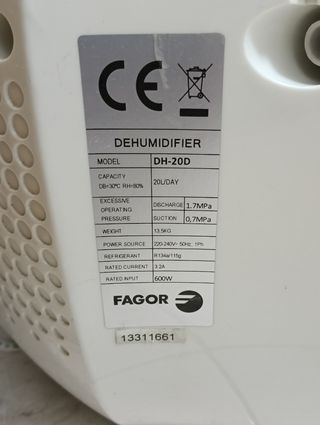 CE
DEHUMIDIFIER
MODEL DH-20D
CAPACITY
DB=30°C RH=80% 20L/DAY
EXCESSIVE OPERATING PRESSURE DISCHARGE 1.7MPa
SUCTION 0,7MPa
WEIGHT 13.5KG
POWER SOURCE 220-240V~ 50Hz, 1Ph
REFRIGERANT R134a/115g
RATED CURRENT 3.2A
RATED INPUT 600W
FAGOR
13311661